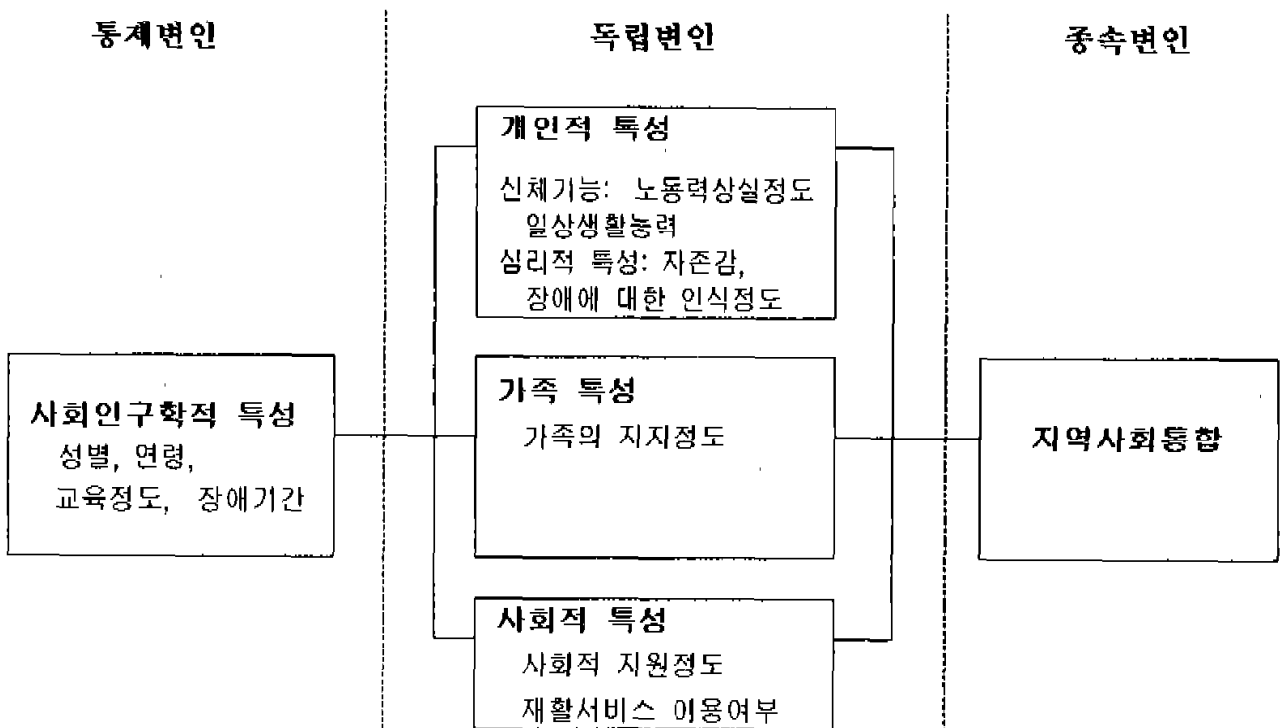 통제변인
독립변인
종속변인
개인적 특성
신체기능: 노동력상실정도
일상생활능력
심리적 특성: 자존감,
장애에 대한 인식정도
사회인구학적 특성
성별, 연령,
교육정도, 장애기간
가족 특성
가족의 지지정도
지역사회통합
사회적 특성
사회적 지원정도
재활서비스 이용여부